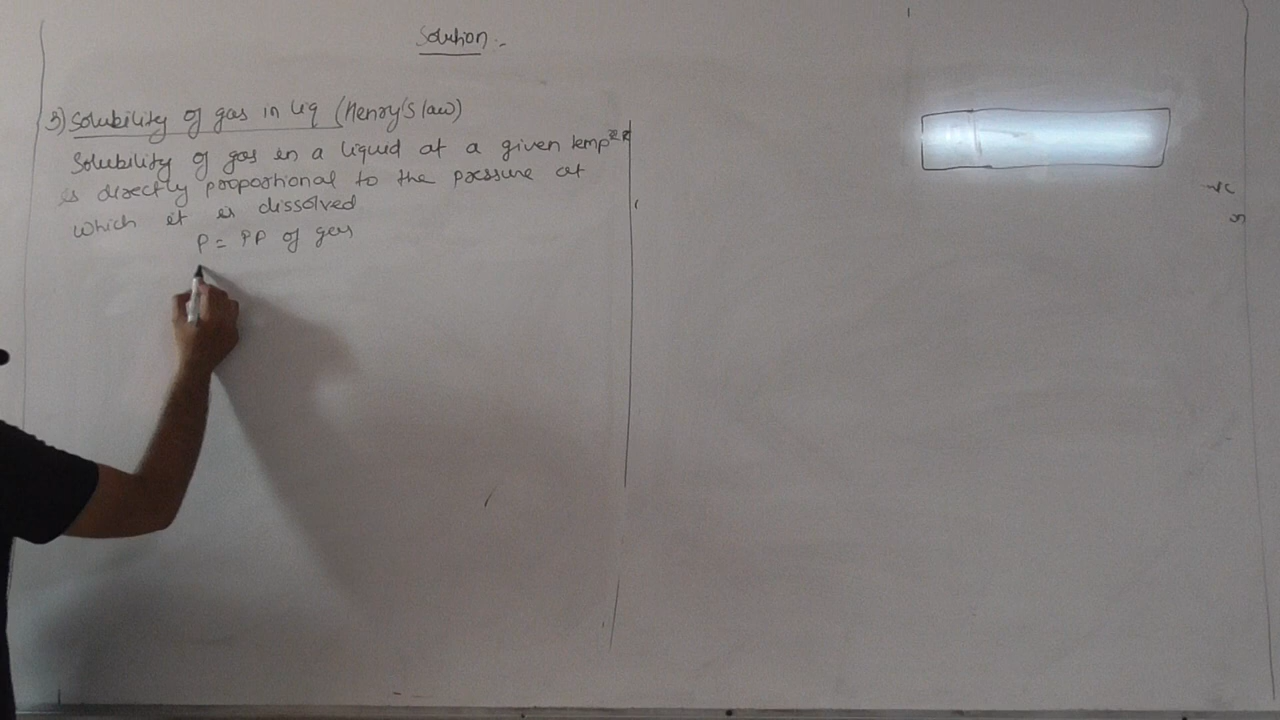 Solution :-
3) Solubility of gas in liq (Henry's law)
Solubility of gas in a liquid at a given temp
is directly proportional to the pressure at
which it is dissolved
P = PP of gas